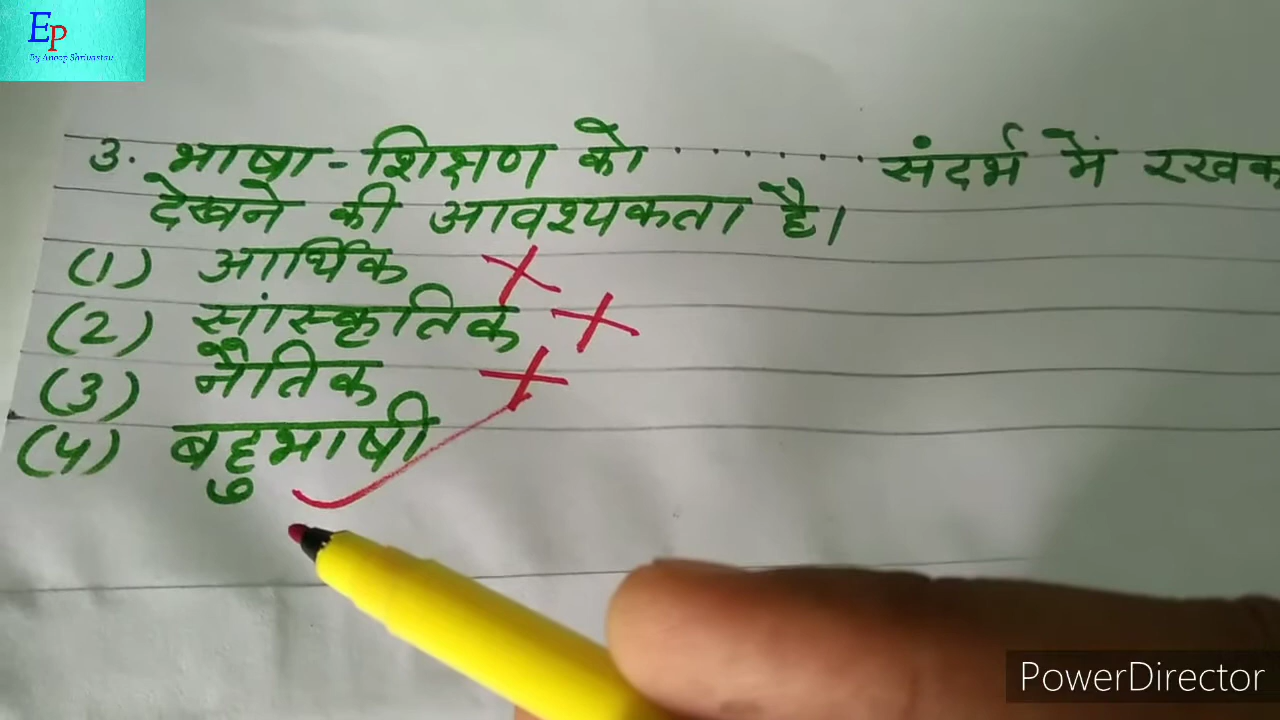 EP
By Anoop Shrivastav
3. भाषा-शिक्षण को ........ संदर्भ में रखक
देखने की आवश्यकता है।
(1) आर्थिक
(2) सांस्कृतिक
(3) नैतिक
(4) बहुभाषी
PowerDirector